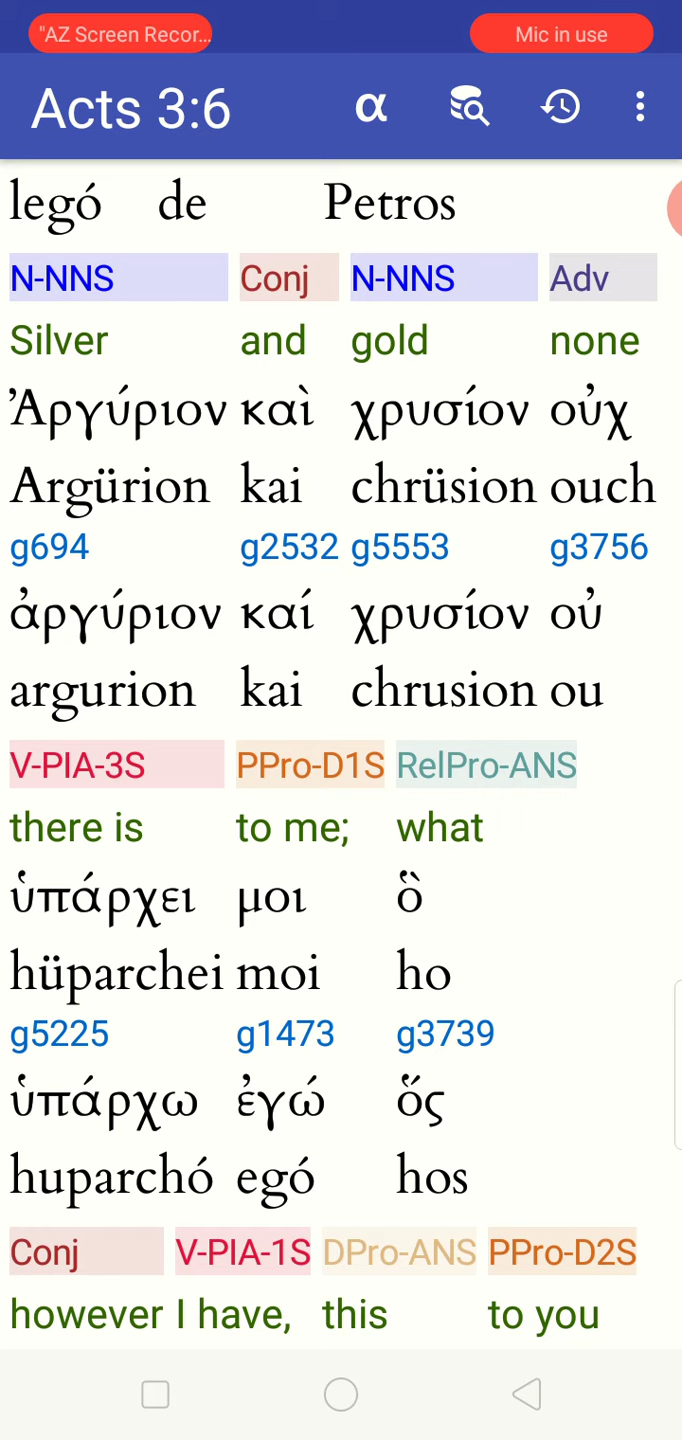 "AZ Screen Recor... Mic in use
Acts 3:6 α
legó de Petros
N-NNS Conj N-NNS Adv
Silver and gold none
Ἀργύριον καὶ χρυσίον οὐχ
Argürion kai chrüsion ouch
g694 g2532 g5553 g3756
ἀργύριον καί χρυσίον οὐ
argurion kai chrusion ou
V-PIA-3S PPro-D1S RelPro-ANS
there is to me; what
ὑπάρχει μοι ὃ
hüparchei moi ho
g5225 g1473 g3739
ὑπάρχω ἐγώ ὅς
huparchó egó hos
Conj V-PIA-1S DPro-ANS PPro-D2S
however I have, this to you